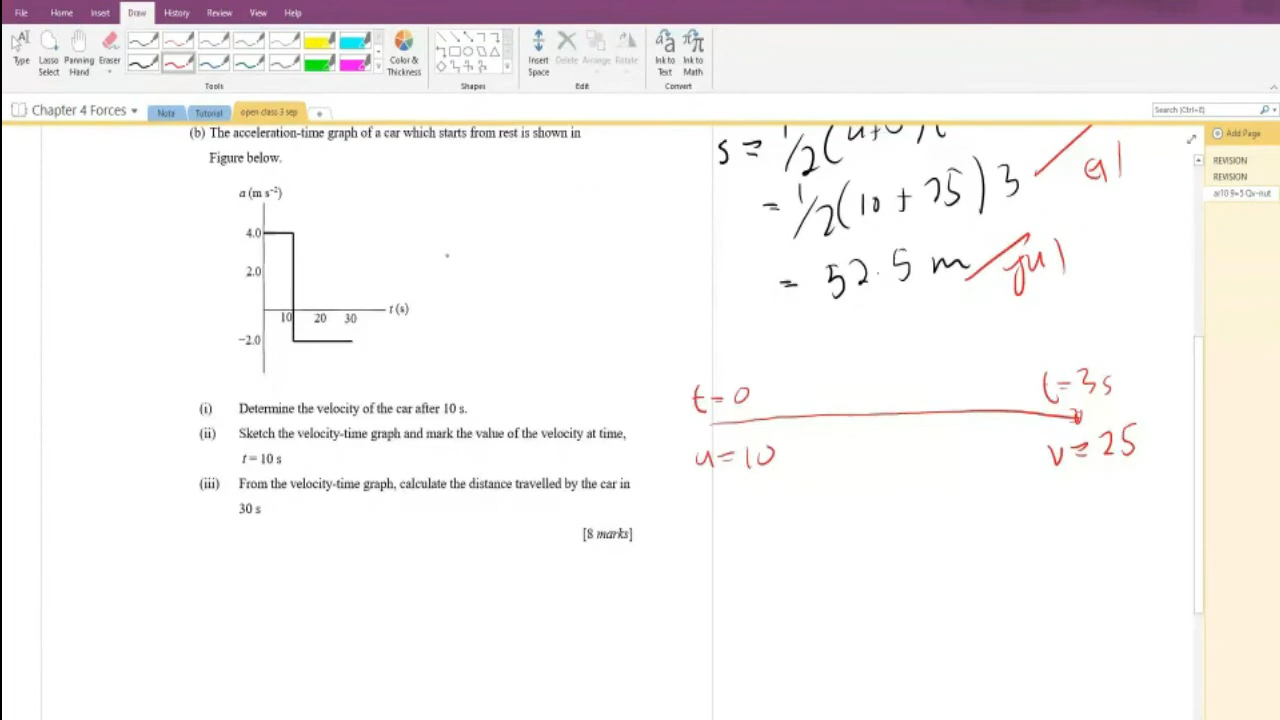 File Home Insert Draw History Review View Help
Type Lasso Select Panning Hand Eraser Color & Thickness Insert Space Delete Arrange Rotate Ink to Text Ink to Math
Tools Shapes Edit Convert
Chapter 4 Forces Note Tutorial open class 3 sep Search (Ctrl+E)
Add Page
REVISION
REVISION
(b) The acceleration-time graph of a car which starts from rest is shown in
Figure below.
a (m s⁻²)
4.0
2.0
10 20 30 t (s)
−2.0
(i) Determine the velocity of the car after 10 s.
(ii) Sketch the velocity-time graph and mark the value of the velocity at time,
t = 10 s
(iii) From the velocity-time graph, calculate the distance travelled by the car in
30 s
[8 marks]
= 1/2(10 + 25)3
= 52.5 m
t=0 t=3s
u=10 v=25